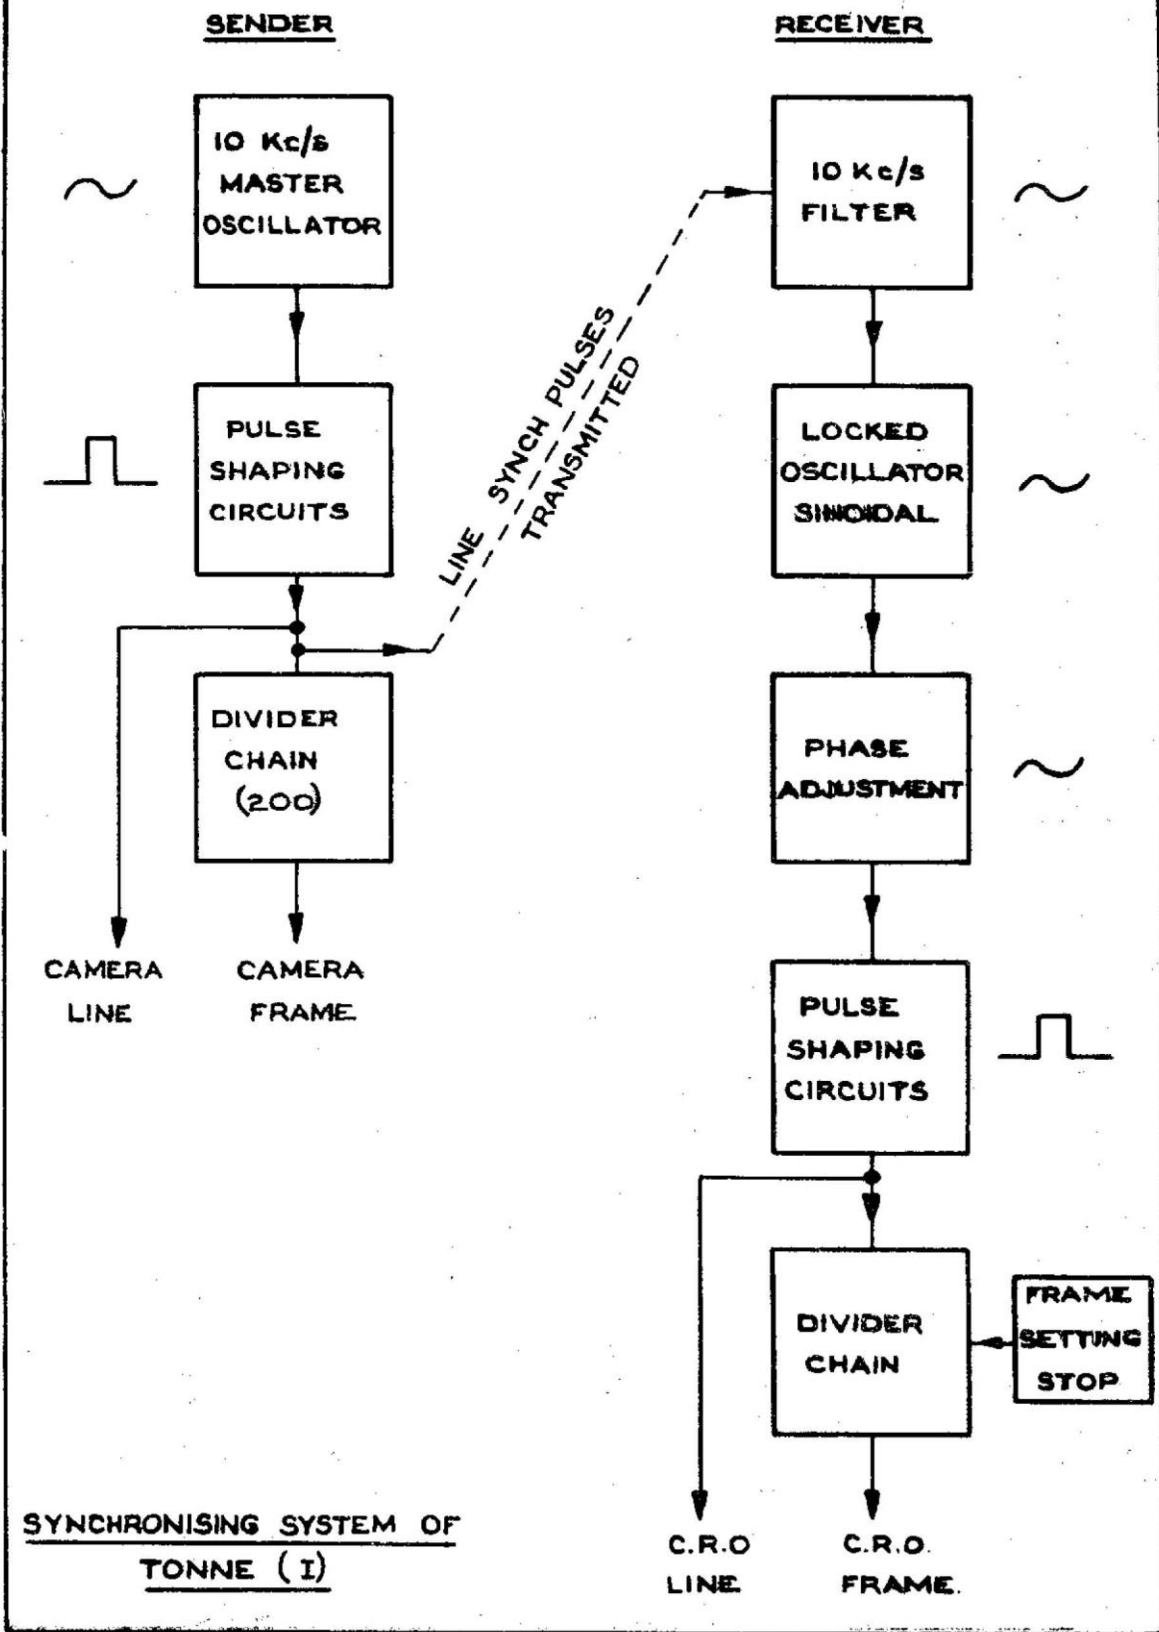 SENDER
10 Kc/s
MASTER
OSCILLATOR
PULSE
SHAPING
CIRCUITS
DIVIDER
CHAIN
(200)
CAMERA
LINE
CAMERA
FRAME
LINE SYNCH PULSES
TRANSMITTED
RECEIVER
10 Kc/s
FILTER
LOCKED
OSCILLATOR
SINOIDAL
PHASE
ADJUSTMENT
PULSE
SHAPING
CIRCUITS
DIVIDER
CHAIN
FRAME
SETTING
STOP
C.R.O
LINE
C.R.O.
FRAME.
SYNCHRONISING SYSTEM OF
TONNE (I)